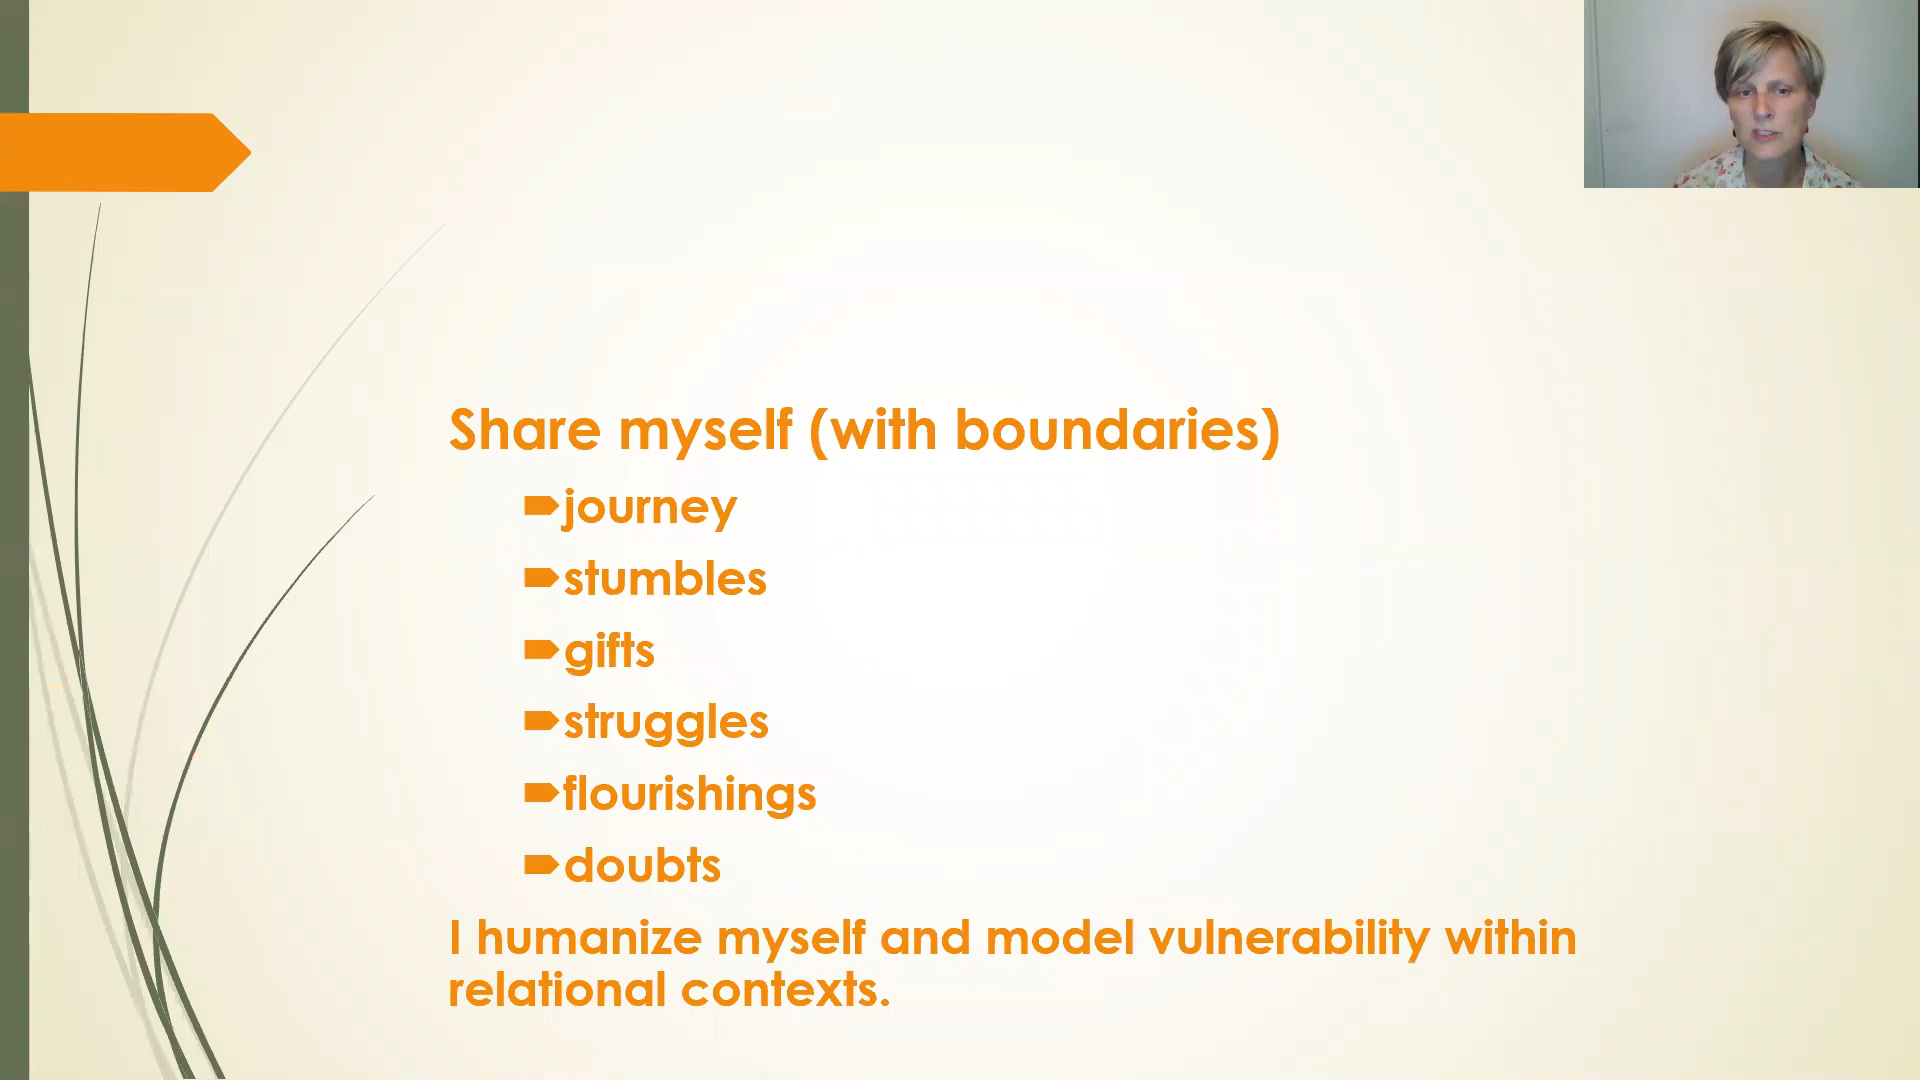 Share myself (with boundaries)
journey
stumbles
gifts
struggles
flourishings
doubts
I humanize myself and model vulnerability within
relational contexts.